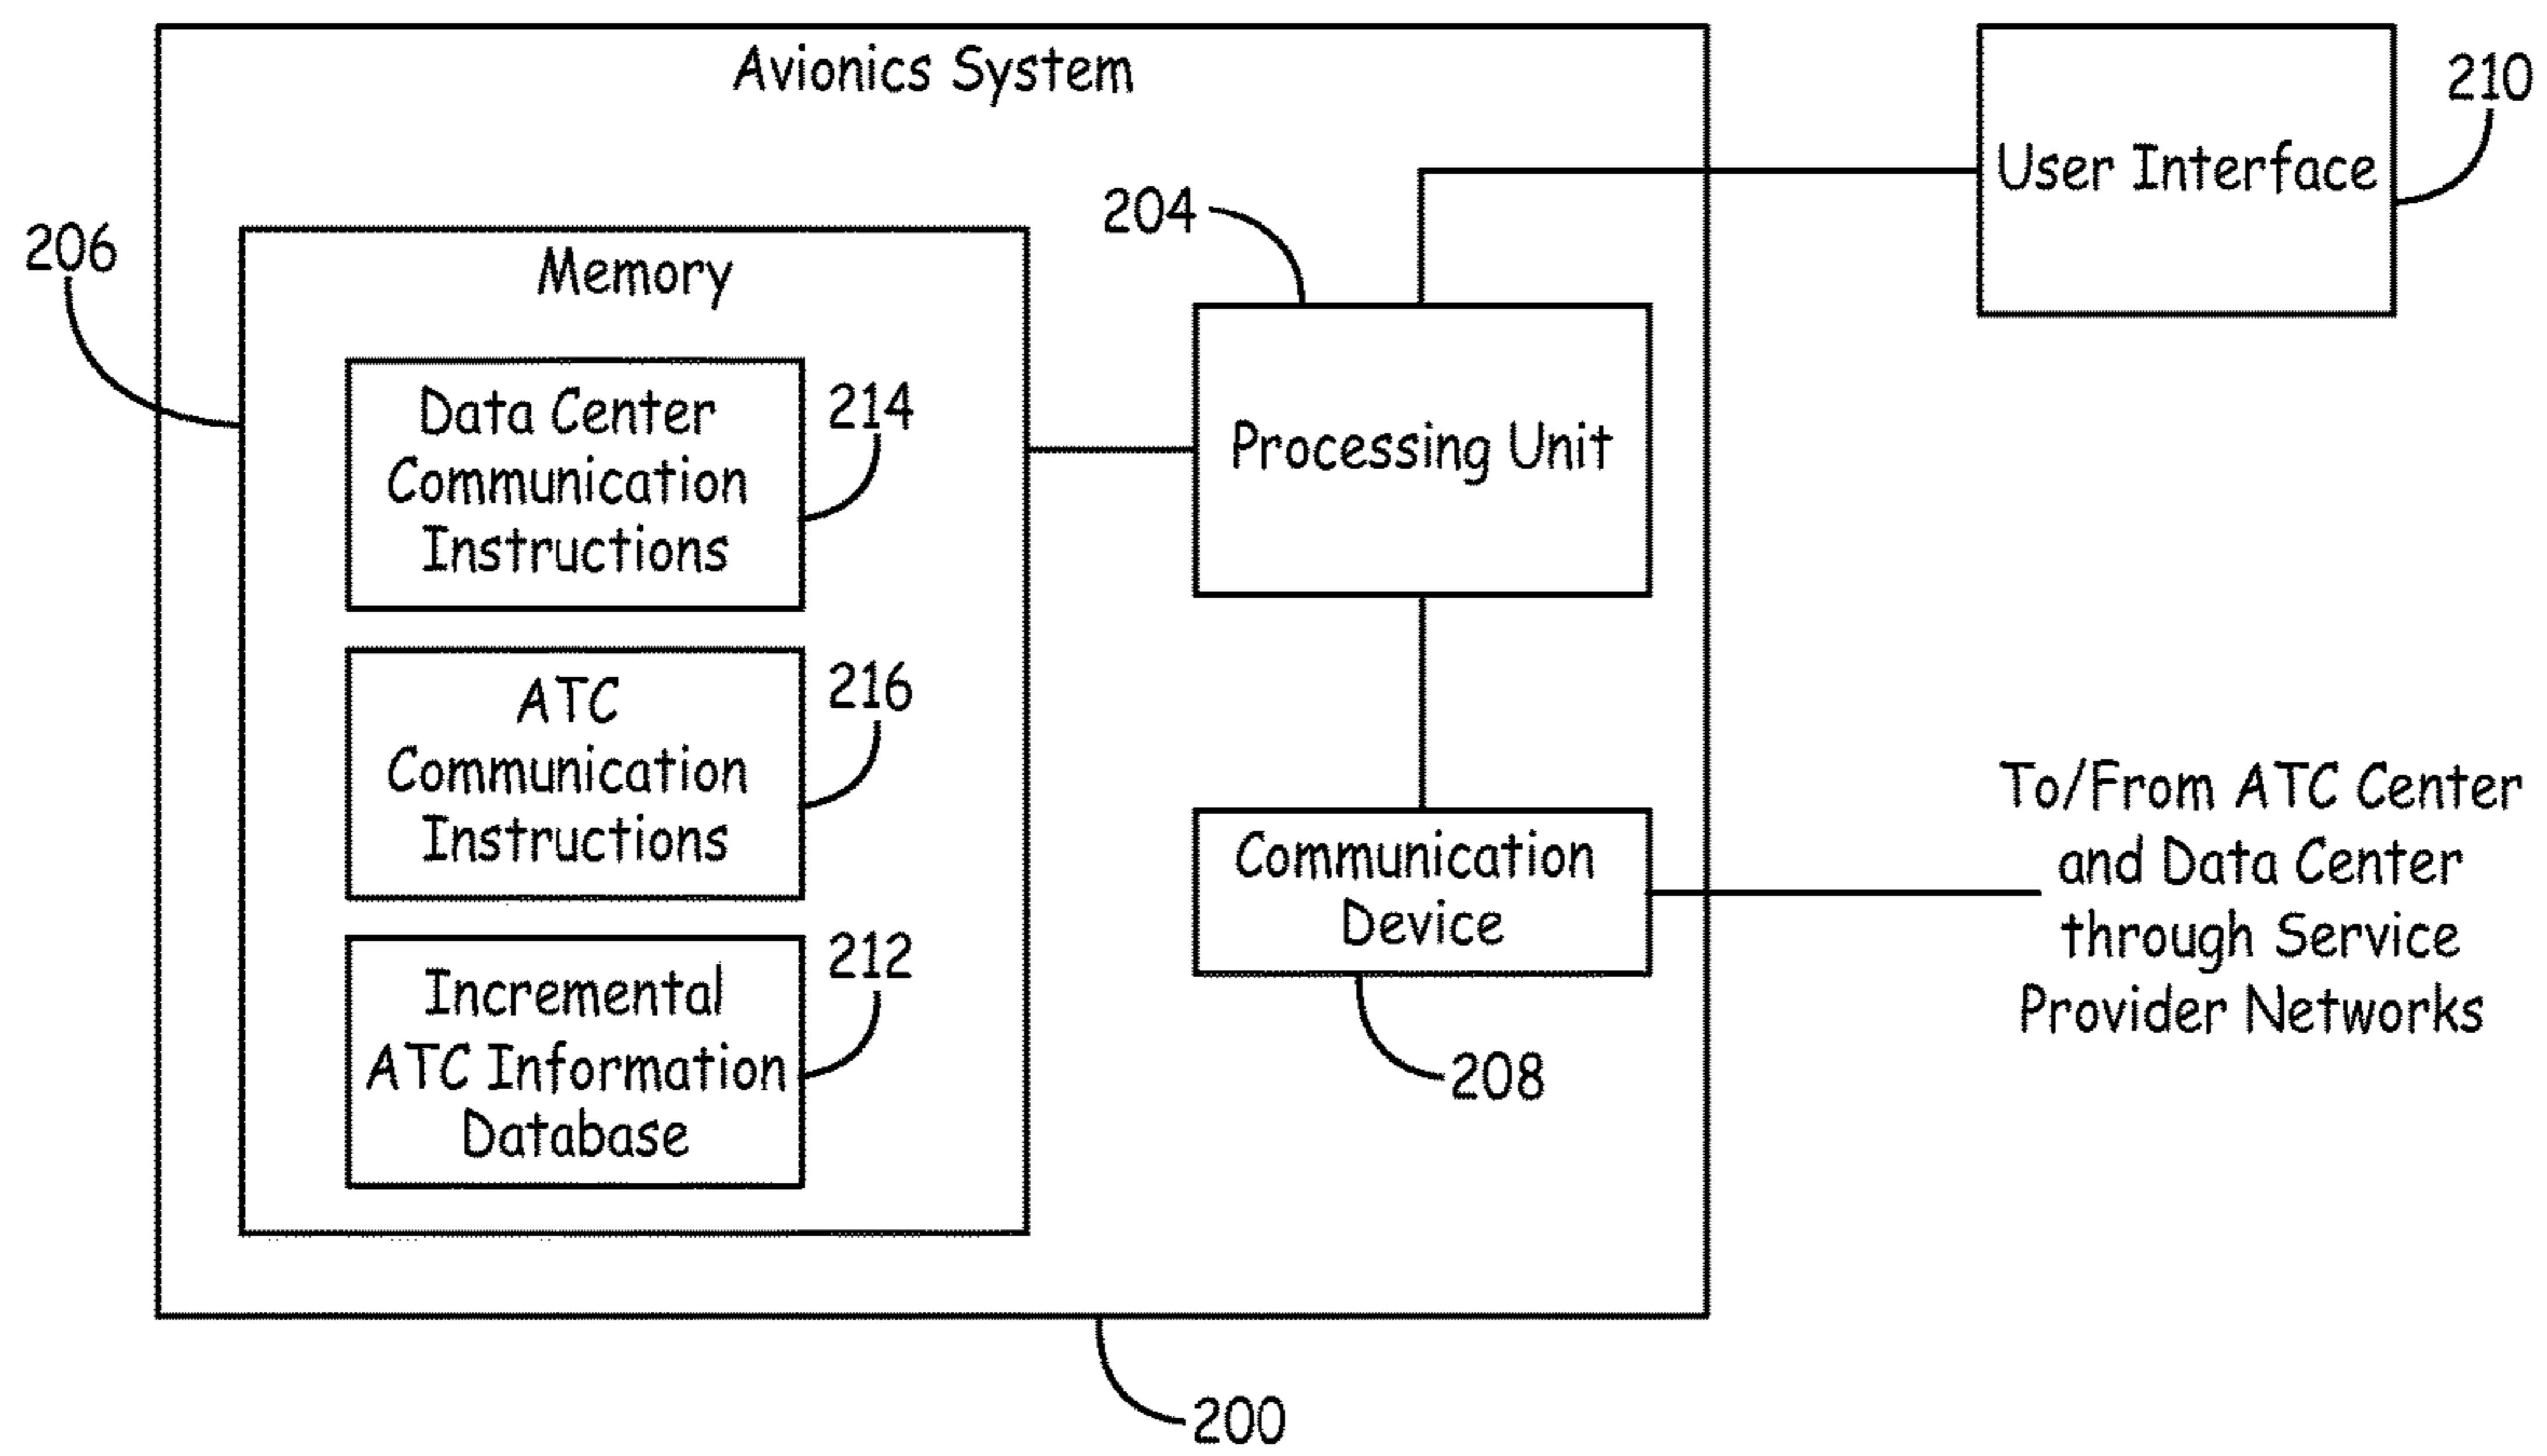 Avionics System
210
User Interface
204
206
Memory
Data Center
Communication
Instructions
214
Processing Unit
ATC
Communication
Instructions
216
Communication
Device
To/From ATC Center
and Data Center
through Service
Provider Networks
212
Incremental
ATC Information
Database
208
200